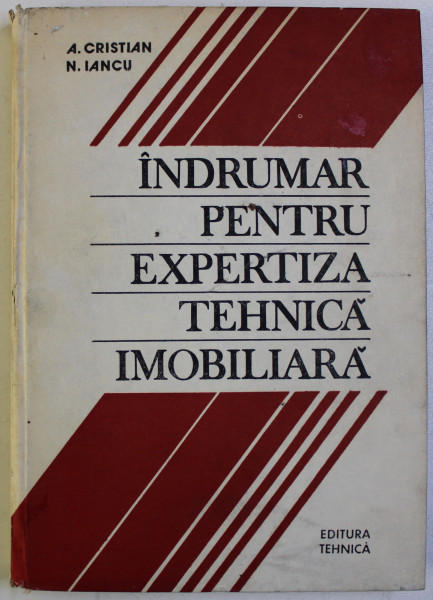 A. CRISTIAN
N. IANCU
ÎNDRUMAR
PENTRU
EXPERTIZA
TEHNICĂ
IMOBILIARĂ
EDITURA
TEHNICĂ